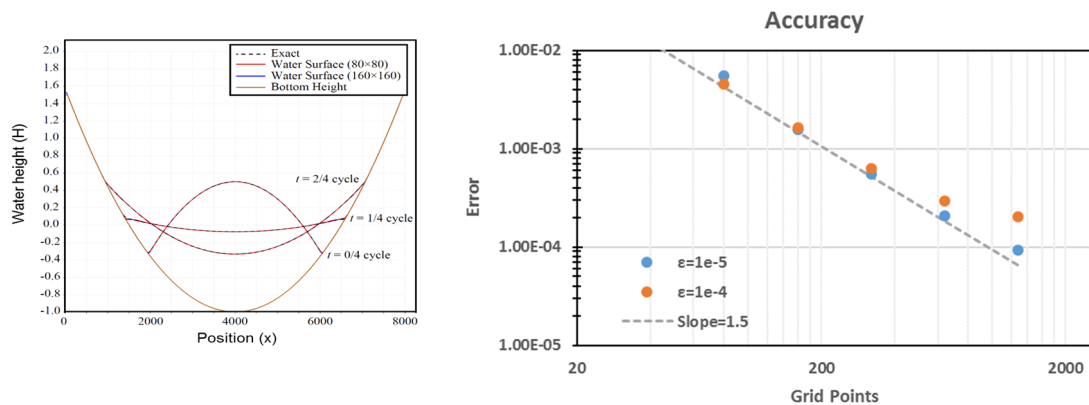 2.0
1.8
1.6
1.4
1.2
1.0
0.8
0.6
0.4
0.2
0.0
-0.2
-0.4
-0.6
-0.8
-1.0
Water height (H)
Exact
Water Surface (80×80)
Water Surface (160×160)
Bottom Height
t = 2/4 cycle
t = 1/4 cycle
t = 0/4 cycle
0
2000
4000
6000
8000
Position (x)
Accuracy
1.00E-02
1.00E-03
1.00E-04
1.00E-05
Error
ε=1e-5
ε=1e-4
Slope=1.5
20
200
2000
Grid Points